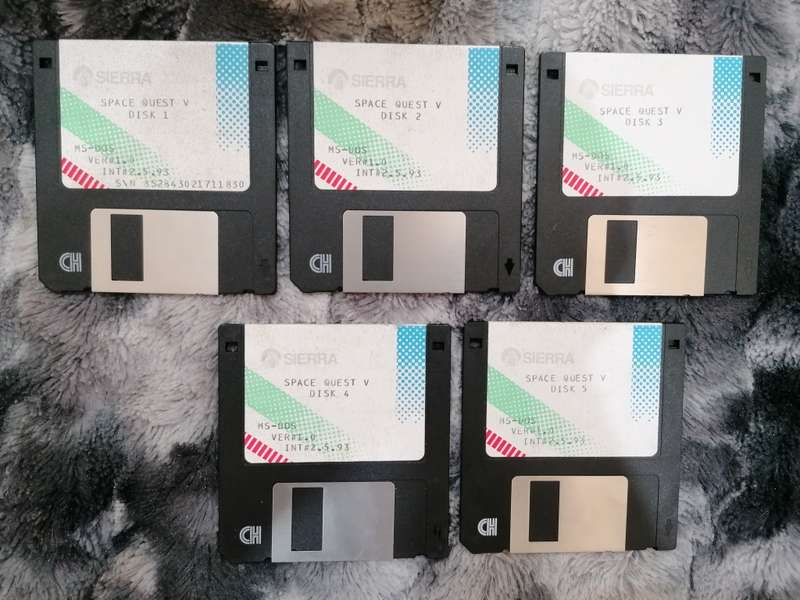 SIERRA
SPACE QUEST V
DISK 1
MS-DOS
VER#1.0
INT#2.5.93
S\N 852843021711830
SIERRA
SPACE QUEST V
DISK 2
MS-DOS
VER#1.0
INT#2.5.93
SIERRA
SPACE QUEST V
DISK 3
MS-DOS
VER#1.0
INT#2.5.93
CH
CH
CH
SIERRA
SPACE QUEST V
DISK 4
MS-DOS
VER#1.0
INT#2.5.93
SIERRA
SPACE QUEST V
DISK 5
MS-DOS
VER#1.0
INT#2.5.93
CH
CH